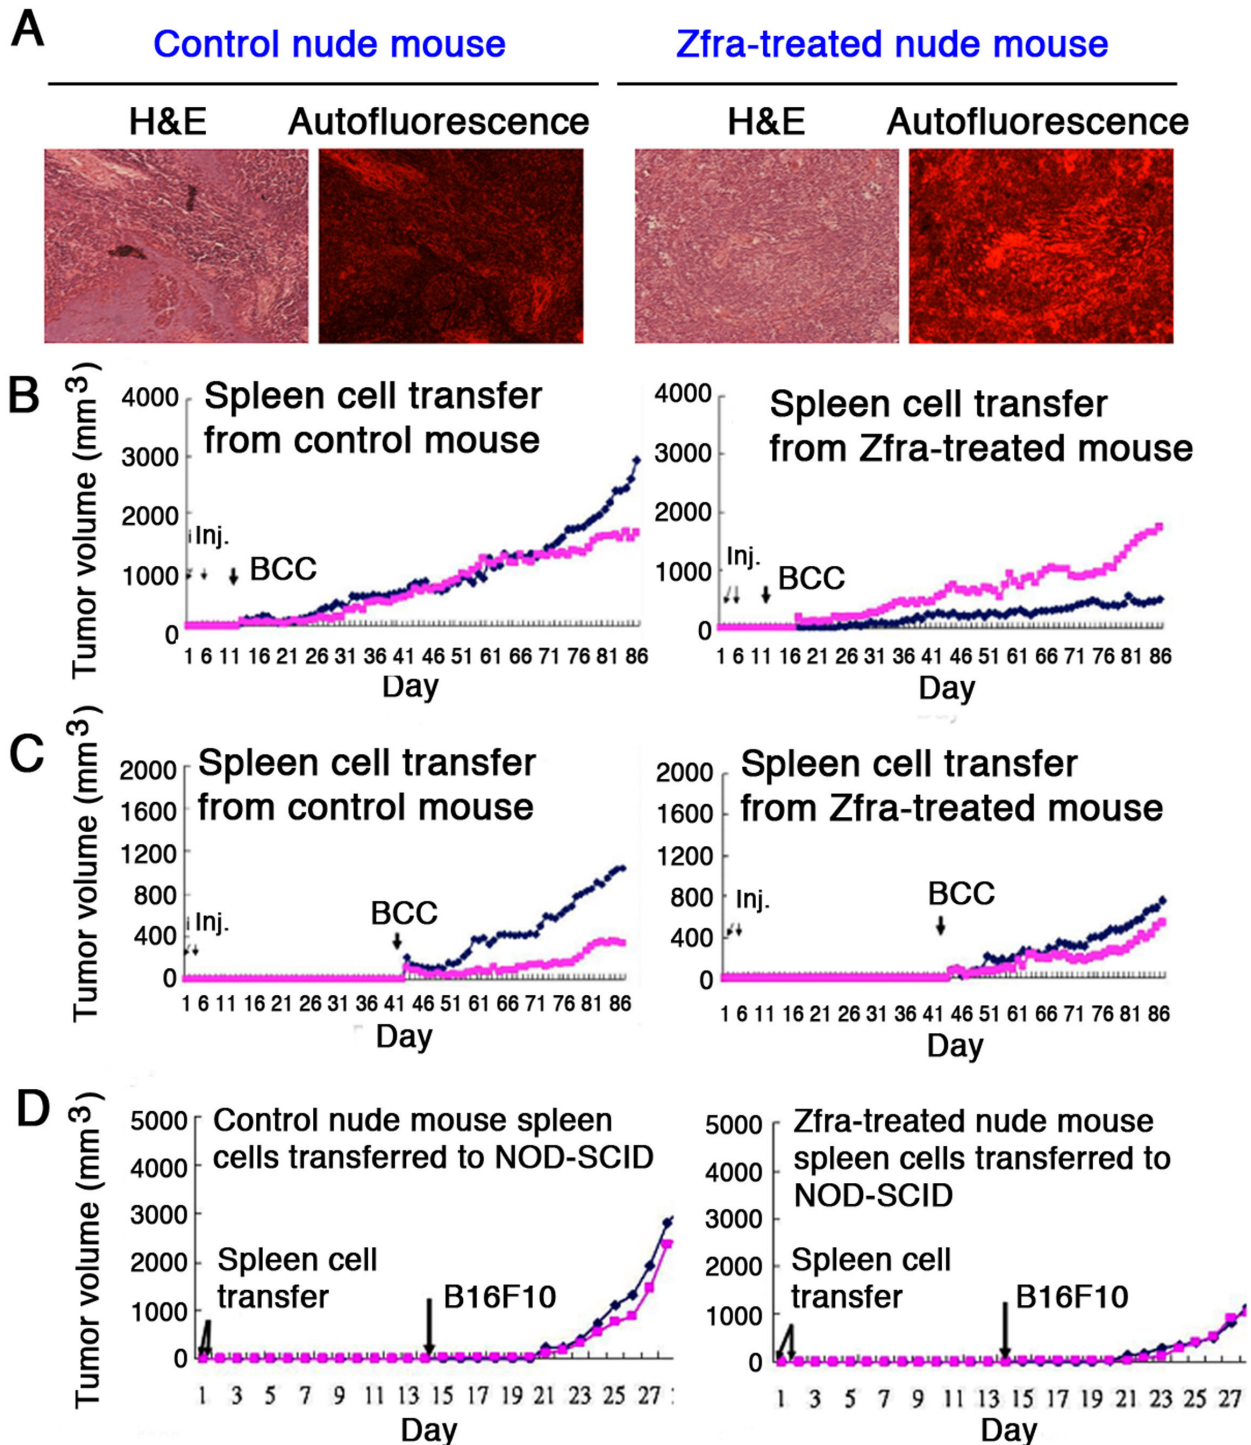 A
Control nude mouse
Zfra-treated nude mouse
H&E
Autofluorescence
H&E
Autofluorescence
B
Tumor volume (mm3)
4000
3000
2000
1000
0
Spleen cell transfer
from control mouse
Inj.
BCC
1 6 11 16 21 26 31 36 41 46 51 61 66 71 76 81 86
Day
4000
3000
2000
1000
0
Spleen cell transfer
from Zfra-treated mouse
Inj.
BCC
1 6 11 16 21 26 31 36 41 46 51 61 66 71 76 81 86
Day
C
Tumor volume (mm3)
2000
1600
1200
800
400
0
Spleen cell transfer
from control mouse
Inj.
BCC
1 6 11 16 21 26 31 36 41 46 51 61 66 71 76 81 86
Day
2000
1600
1200
800
400
0
Spleen cell transfer
from Zfra-treated mouse
Inj.
BCC
1 6 11 16 21 26 31 36 41 46 51 61 66 71 76 81 86
Day
D
Tumor volume (mm3)
5000
4000
3000
2000
1000
0
Control nude mouse spleen
cells transferred to NOD-SCID
Spleen cell
transfer
B16F10
1 3 5 7 9 11 13 15 17 19 21 23 25 27
Day
5000
4000
3000
2000
1000
0
Zfra-treated nude mouse
spleen cells transferred to
NOD-SCID
Spleen cell
transfer
B16F10
1 3 5 7 9 11 13 15 17 19 21 23 25 27
Day